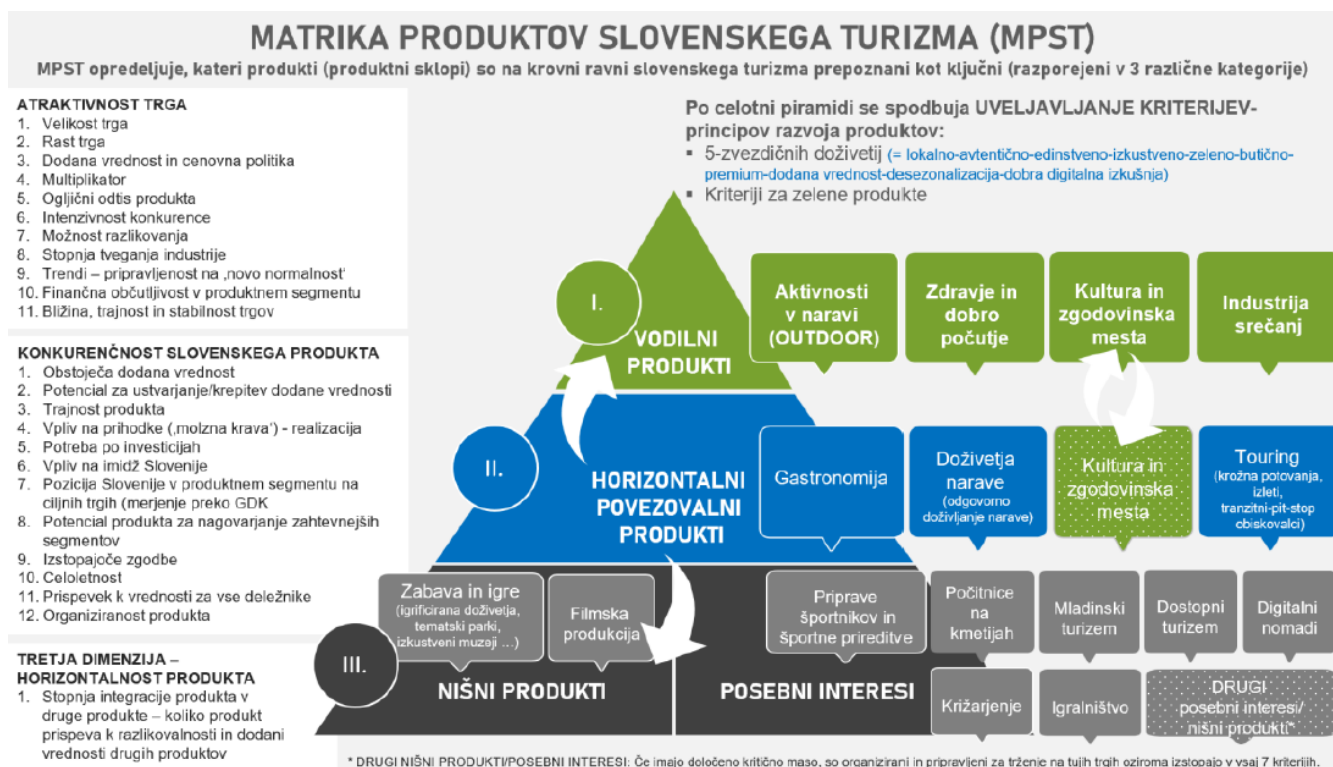 MATRIKA PRODUKTOV SLOVENSKEGA TURIZMA (MPST)
MPST opredeljuje, kateri produkti (produktni sklopi) so na krovni ravni slovenskega turizma prepoznani kot ključni (razporejeni v 3 različne kategorije)
ATRAKTIVNOST TRGA
1. Velikost trga
2. Rast trga
3. Dodana vrednost in cenovna politika
4. Multiplikator
5. Ogljični odtis produkta
6. Intenzivnost konkurence
7. Možnost razlikovanja
8. Stopnja tveganja industrije
9. Trendi – pripravljenost na ‚novo normalnost'
10. Finančna občutljivost v produktnem segmentu
11. Bližina, trajnost in stabilnost trgov
KONKURENČNOST SLOVENSKEGA PRODUKTA
1. Obstoječa dodana vrednost
2. Potencial za ustvarjanje/krepitev dodane vrednosti
3. Trajnost produkta
4. Vpliv na prihodke (‚molzna krava') - realizacija
5. Potreba po investicijah
6. Vpliv na imidž Slovenije
7. Pozicija Slovenije v produktnem segmentu na
ciljnih trgih (merjenje preko GDK
8. Potencial produkta za nagovarjanje zahtevnejših
segmentov
9. Izstopajoče zgodbe
10. Celoletnost
11. Prispevek k vrednosti za vse deležnike
12. Organiziranost produkta
TRETJA DIMENZIJA –
HORIZONTALNOST PRODUKTA
1. Stopnja integracije produkta v
druge produkte – koliko produkt
prispeva k razlikovalnosti in dodani
vrednosti drugih produktov
Po celotni piramidi se spodbuja UVELJAVLJANJE KRITERIJEV-
principov razvoja produktov:
▪ 5-zvezdičnih doživetij (= lokalno-avtentično-edinstveno-izkustveno-zeleno-butično-
premium-dodana vrednost-desezonalizacija-dobra digitalna izkušnja)
▪ Kriteriji za zelene produkte
I.
VODILNI
PRODUKTI
Aktivnosti
v naravi
(OUTDOOR)
Zdravje in
dobro
počutje
Kultura in
zgodovinska
mesta
Industrija
srečanj
II.
HORIZONTALNI
POVEZOVALNI
PRODUKTI
Gastronomija
Doživetja
narave
(odgovorno
doživljanje narave)
Kultura in
zgodovinska
mesta
Touring
(krožna potovanja,
izleti,
tranzitni-pit-stop
obiskovalci)
III.
Zabava in igre
(igrificirana doživetja,
tematski parki,
izkustveni muzeji ...)
Filmska
produkcija
NIŠNI PRODUKTI
Priprave
športnikov in
športne prireditve
POSEBNI INTERESI
Počitnice
na
kmetijah
Mladinski
turizem
Dostopni
turizem
Digitalni
nomadi
Križarjenje
Igralništvo
DRUGI
posebni interesi/
nišni produkti*
* DRUGI NIŠNI PRODUKTI/POSEBNI INTERESI: Če imajo določeno kritično maso, so organizirani in pripravljeni za trženje na tujih trgih oziroma izstopajo v vsaj 7 kriterijih.